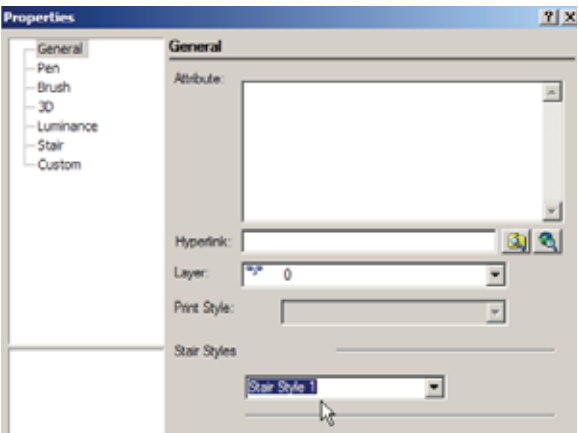 Properties
General
Pen
Brush
3D
Luminance
Stair
Custom
General
Attribute:
Hyperlink:
Layer: 0
Print Style:
Stair Styles
Stair Style 1